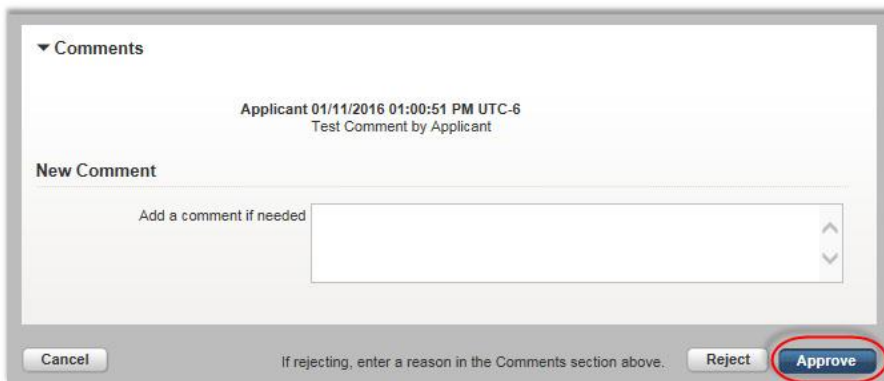 Comments
Applicant 01/11/2016 01:00:51 PM UTC-6
Test Comment by Applicant
New Comment
Add a comment if needed
Cancel If rejecting, enter a reason in the Comments section above. Reject Approve